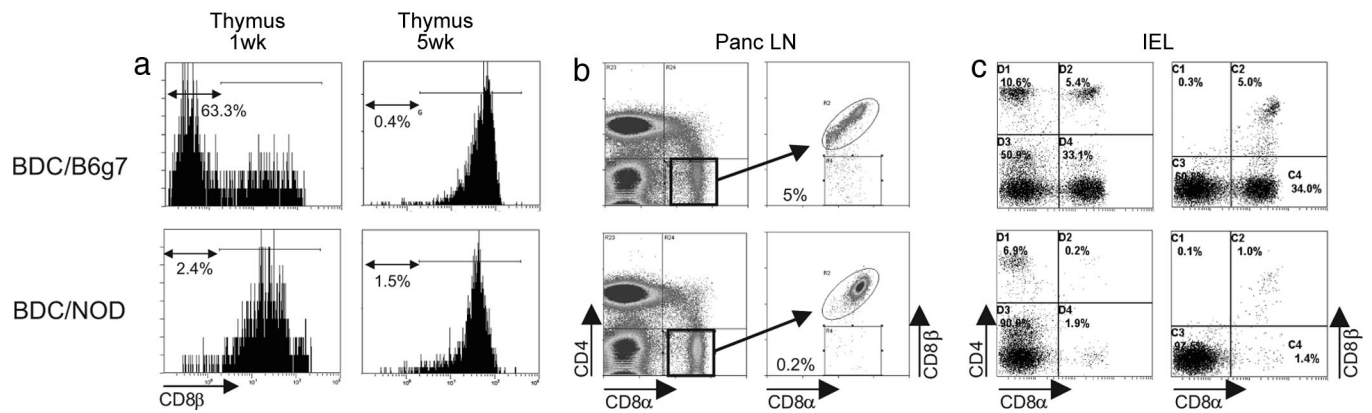 Thymus
1wk
Thymus
5wk
Panc LN
IEL
a
b
c
BDC/B6g7
63.3%
0.4%
G
R23
R24
R2
R4
5%
D1
10.6%
D2
5.4%
D3
50.9%
D4
33.1%
C1
0.3%
C2
5.0%
C3
C4
34.0%
BDC/NOD
2.4%
1.5%
R23
R24
R2
R4
0.2%
D1
6.9%
D2
0.2%
D3
90.9%
D4
1.9%
C1
0.1%
C2
1.0%
C3
C4
1.4%
CD8β
CD4
CD8α
CD8α
CD8β
CD4
CD8α
CD8α
CD8β